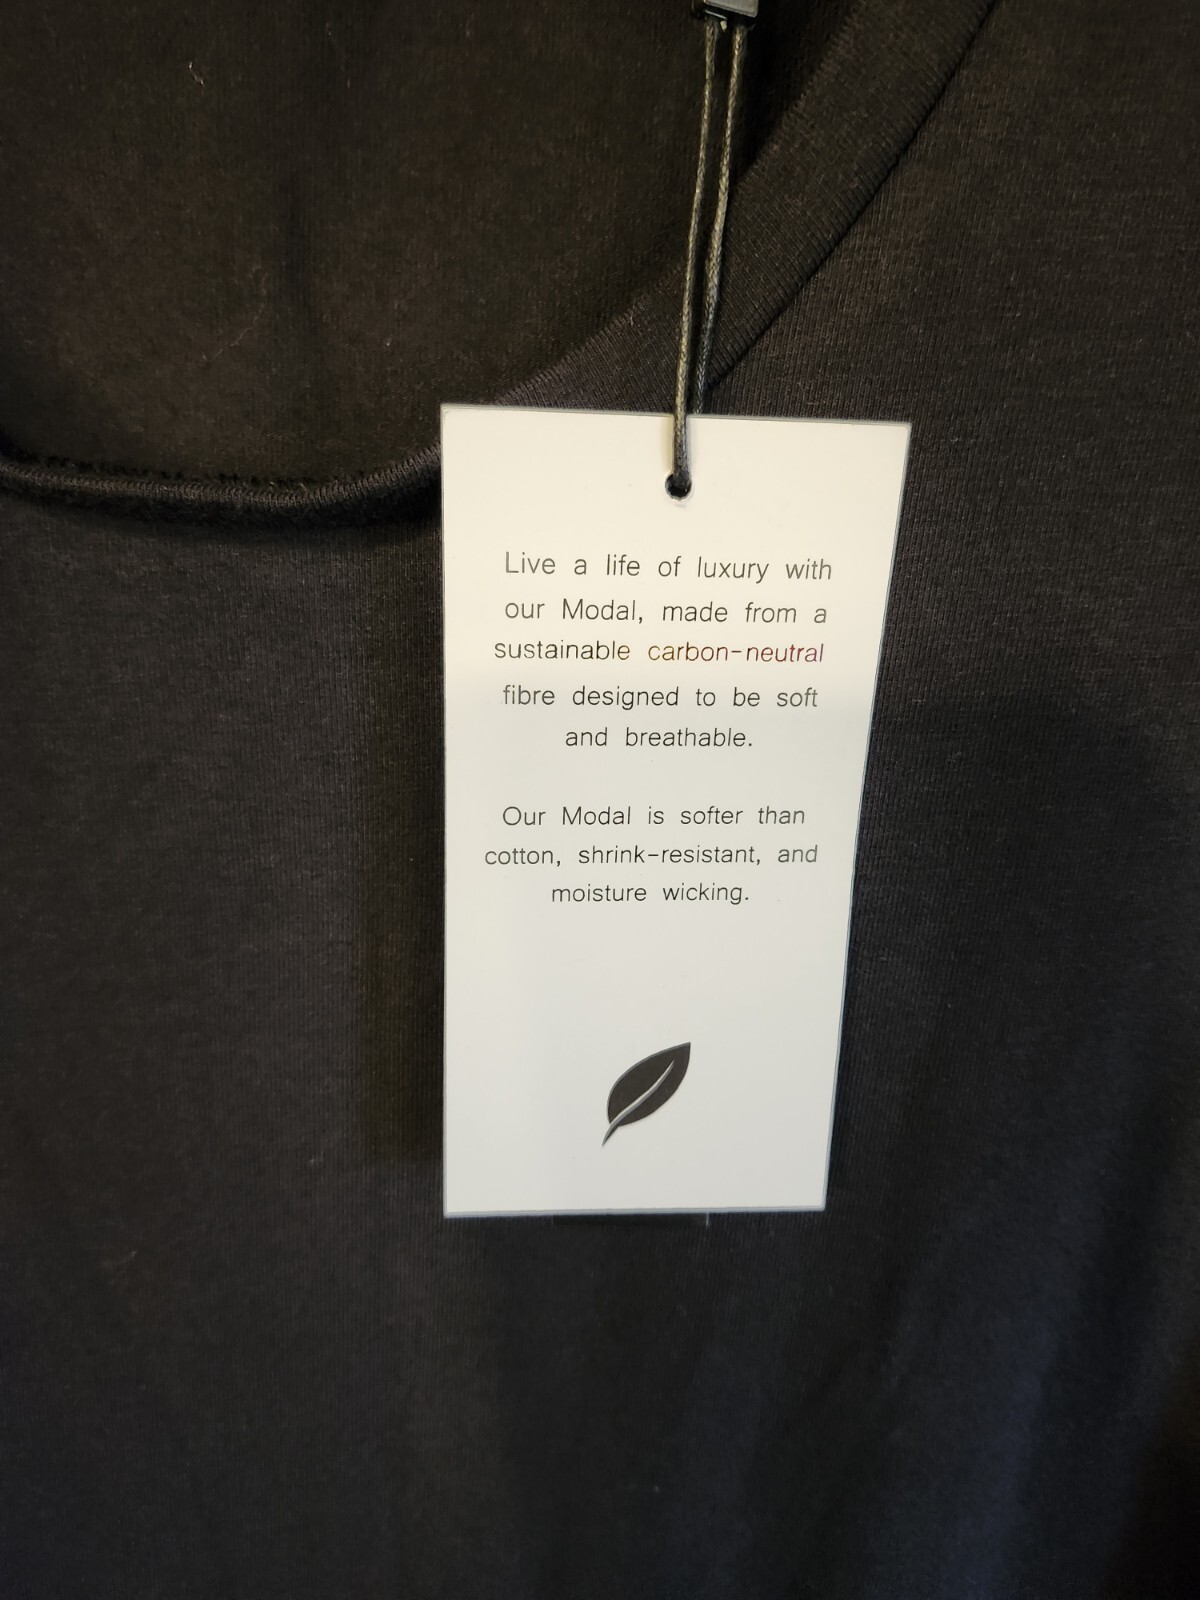 Live a life of luxury with
our Modal, made from a
sustainable carbon-neutral
fibre designed to be soft
and breathable.
Our Modal is softer than
cotton, shrink-resistant, and
moisture wicking.